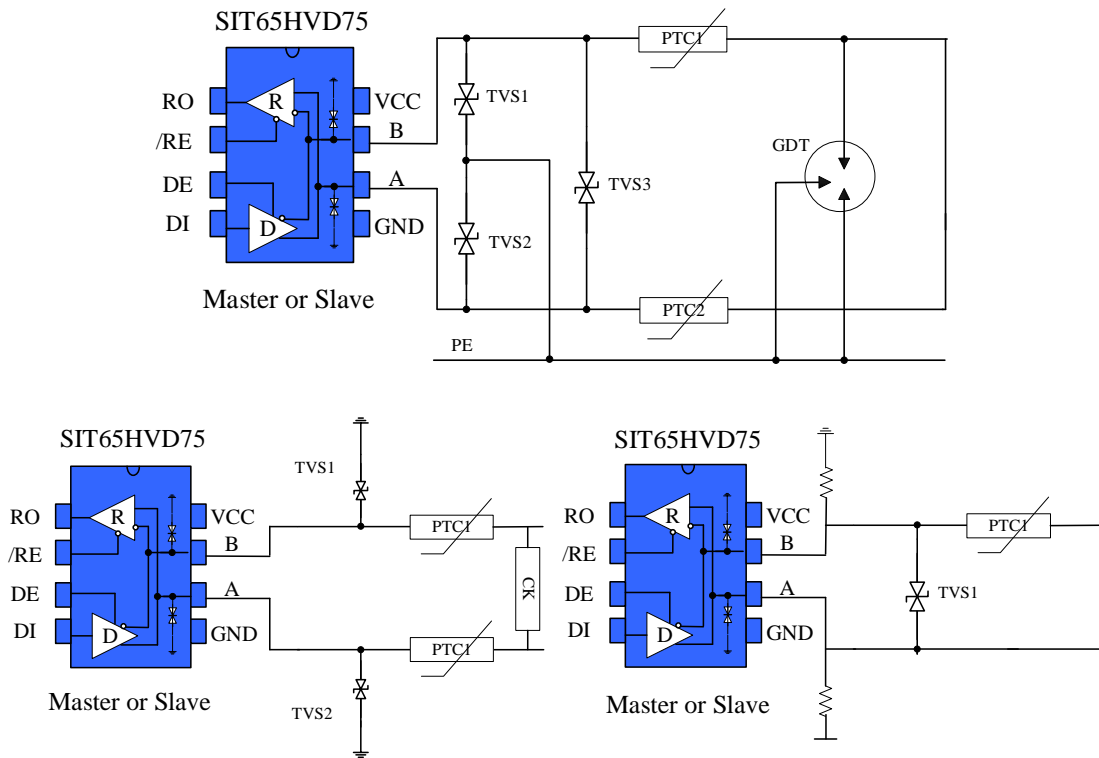 SIT65HVD75
RO
/RE
DE
DI
R
D
VCC
B
A
GND
Master or Slave
TVS1
TVS2
TVS3
PTC1
PTC2
GDT
PE
SIT65HVD75
RO
/RE
DE
DI
R
D
VCC
B
A
GND
Master or Slave
TVS1
TVS2
PTC1
PTC1
CK
SIT65HVD75
RO
/RE
DE
DI
R
D
VCC
B
A
GND
Master or Slave
TVS1
PTC1